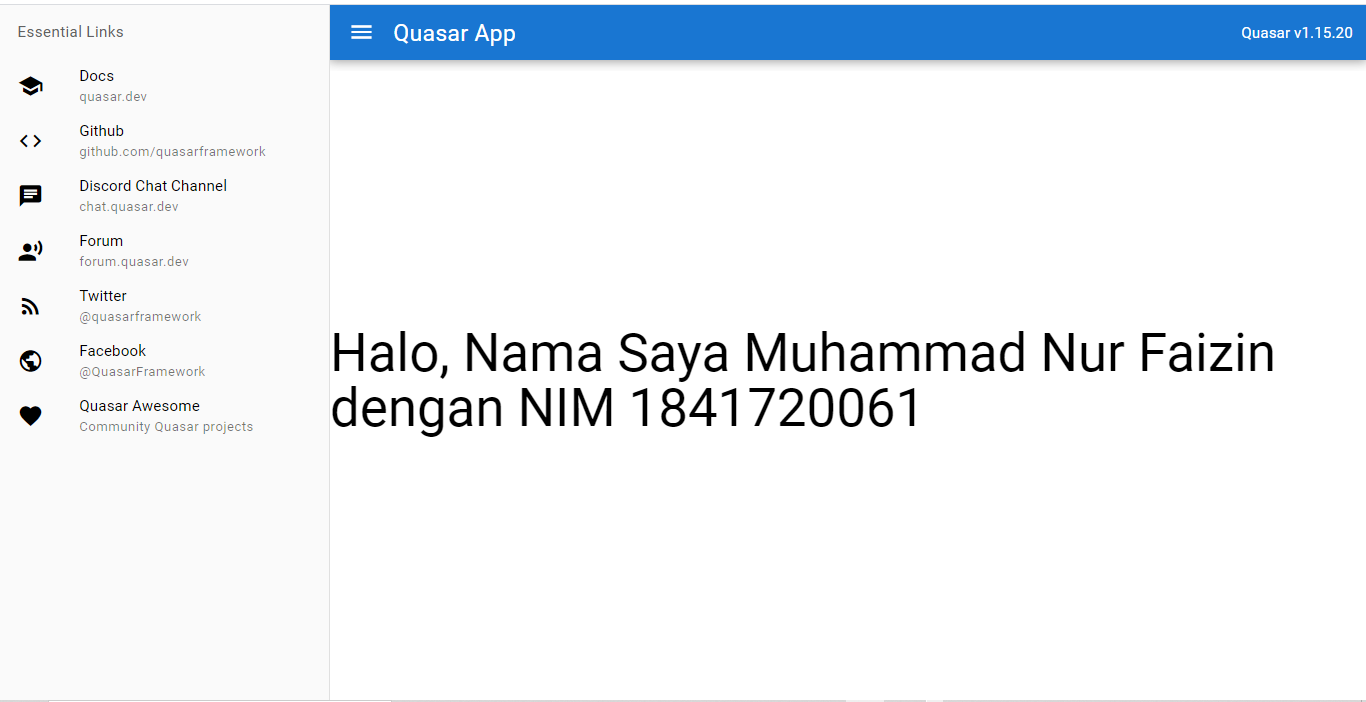 Essential Links
Docs
quasar.dev
Github
github.com/quasarframework
Discord Chat Channel
chat.quasar.dev
Forum
forum.quasar.dev
Twitter
@quasarframework
Facebook
@QuasarFramework
Quasar Awesome
Community Quasar projects
Quasar App
Quasar v1.15.20
Halo, Nama Saya Muhammad Nur Faizin
dengan NIM 1841720061